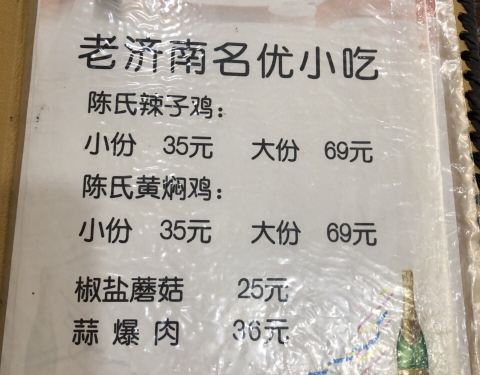 老济南名优小吃
陈氏辣子鸡：
小份 35元 大份 69元
陈氏黄焖鸡：
小份 35元 大份 69元
椒盐蘑菇 25元
蒜爆肉 36元